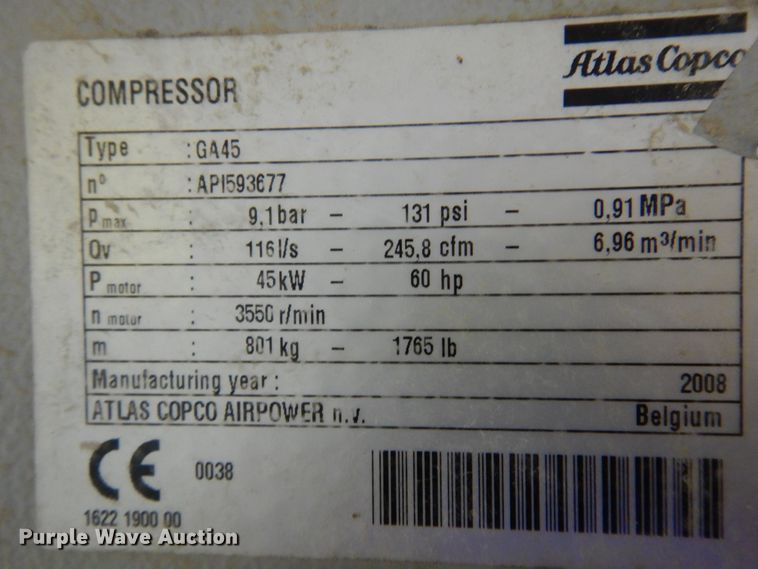 Atlas Copco
COMPRESSOR
Type : GA45
nº : API593677
P max : 9,1 bar – 131 psi – 0,91 MPa
Qv : 116 l/s – 245,8 cfm – 6,96 m³/min
P motor : 45 kW – 60 hp
n motor : 3550 r/min
m : 801 kg – 1765 lb
Manufacturing year : 2008
ATLAS COPCO AIRPOWER n.v. Belgium
CE 0038
1622 1900 00
Purple Wave Auction